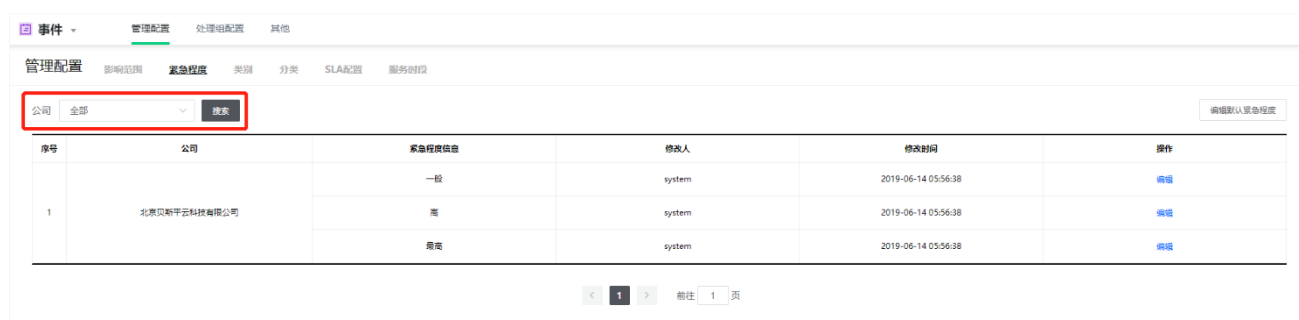 事件 管理配置 处理组配置 其他
管理配置 影响范围 紧急程度 类别 分类 SLA配置 服务时段
公司 全部 搜索 编辑默认紧急程度
序号 公司 紧急程度信息 修改人 修改时间 操作
一般 system 2019-06-14 05:56:38 编辑
1 北京贝斯平云科技有限公司 高 system 2019-06-14 05:56:38 编辑
最高 system 2019-06-14 05:56:38 编辑
1 前往 1 页